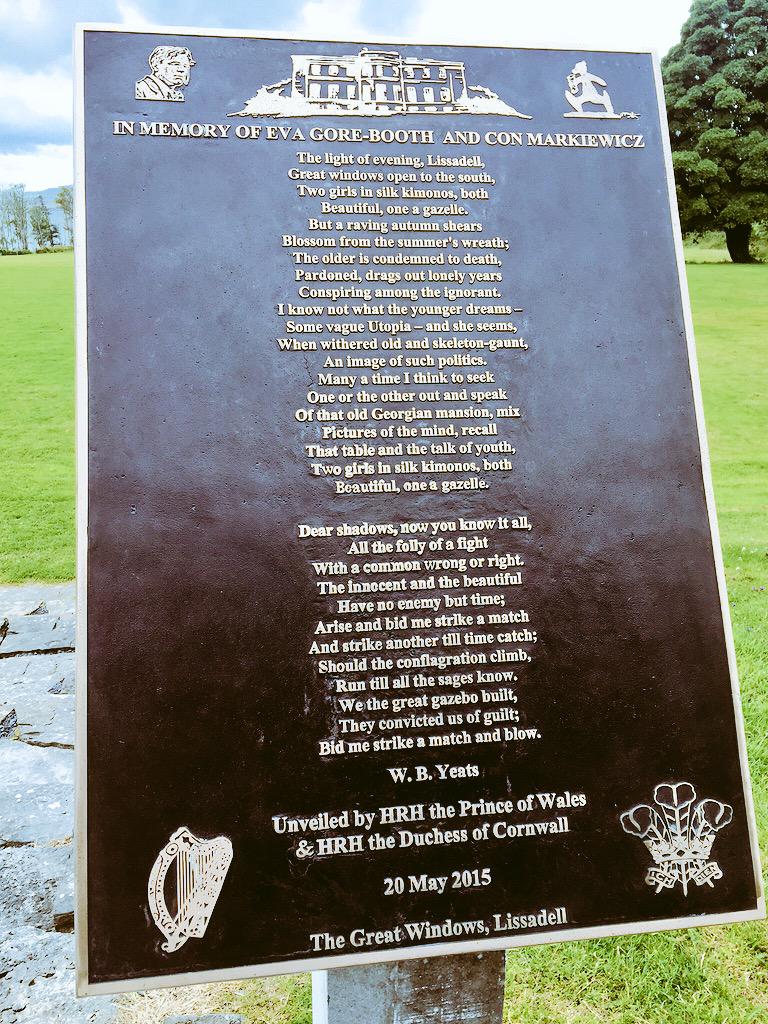 IN MEMORY OF EVA GORE-BOOTH AND CON MARKIEWICZ
The light of evening, Lissadell,
Great windows open to the south,
Two girls in silk kimonos, both
Beautiful, one a gazelle.
But a raving autumn shears
Blossom from the summer's wreath;
The older is condemned to death,
Pardoned, drags out lonely years
Conspiring among the ignorant.
I know not what the younger dreams –
Some vague Utopia – and she seems,
When withered old and skeleton-gaunt,
An image of such politics.
Many a time I think to seek
One or the other out and speak
Of that old Georgian mansion, mix
Pictures of the mind, recall
That table and the talk of youth,
Two girls in silk kimonos, both
Beautiful, one a gazelle.
Dear shadows, now you know it all,
All the folly of a fight
With a common wrong or right.
The innocent and the beautiful
Have no enemy but time;
Arise and bid me strike a match
And strike another till time catch;
Should the conflagration climb,
Run till all the sages know.
We the great gazebo built,
They convicted us of guilt;
Bid me strike a match and blow.
W. B. Yeats
Unveiled by HRH the Prince of Wales
& HRH the Duchess of Cornwall
20 May 2015
The Great Windows, Lissadell